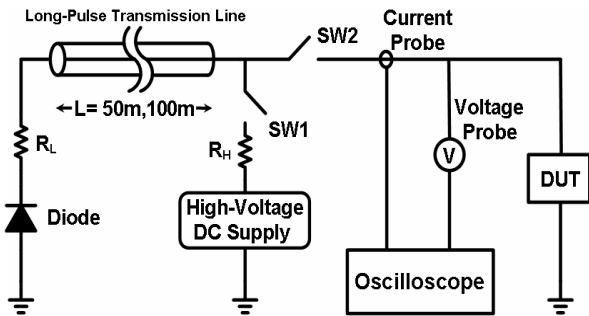 Long-Pulse Transmission Line
Current
Probe
SW2
L= 50m,100m
SW1
Voltage
Probe
RL
RH
V
DUT
Diode
High-Voltage
DC Supply
Oscilloscope